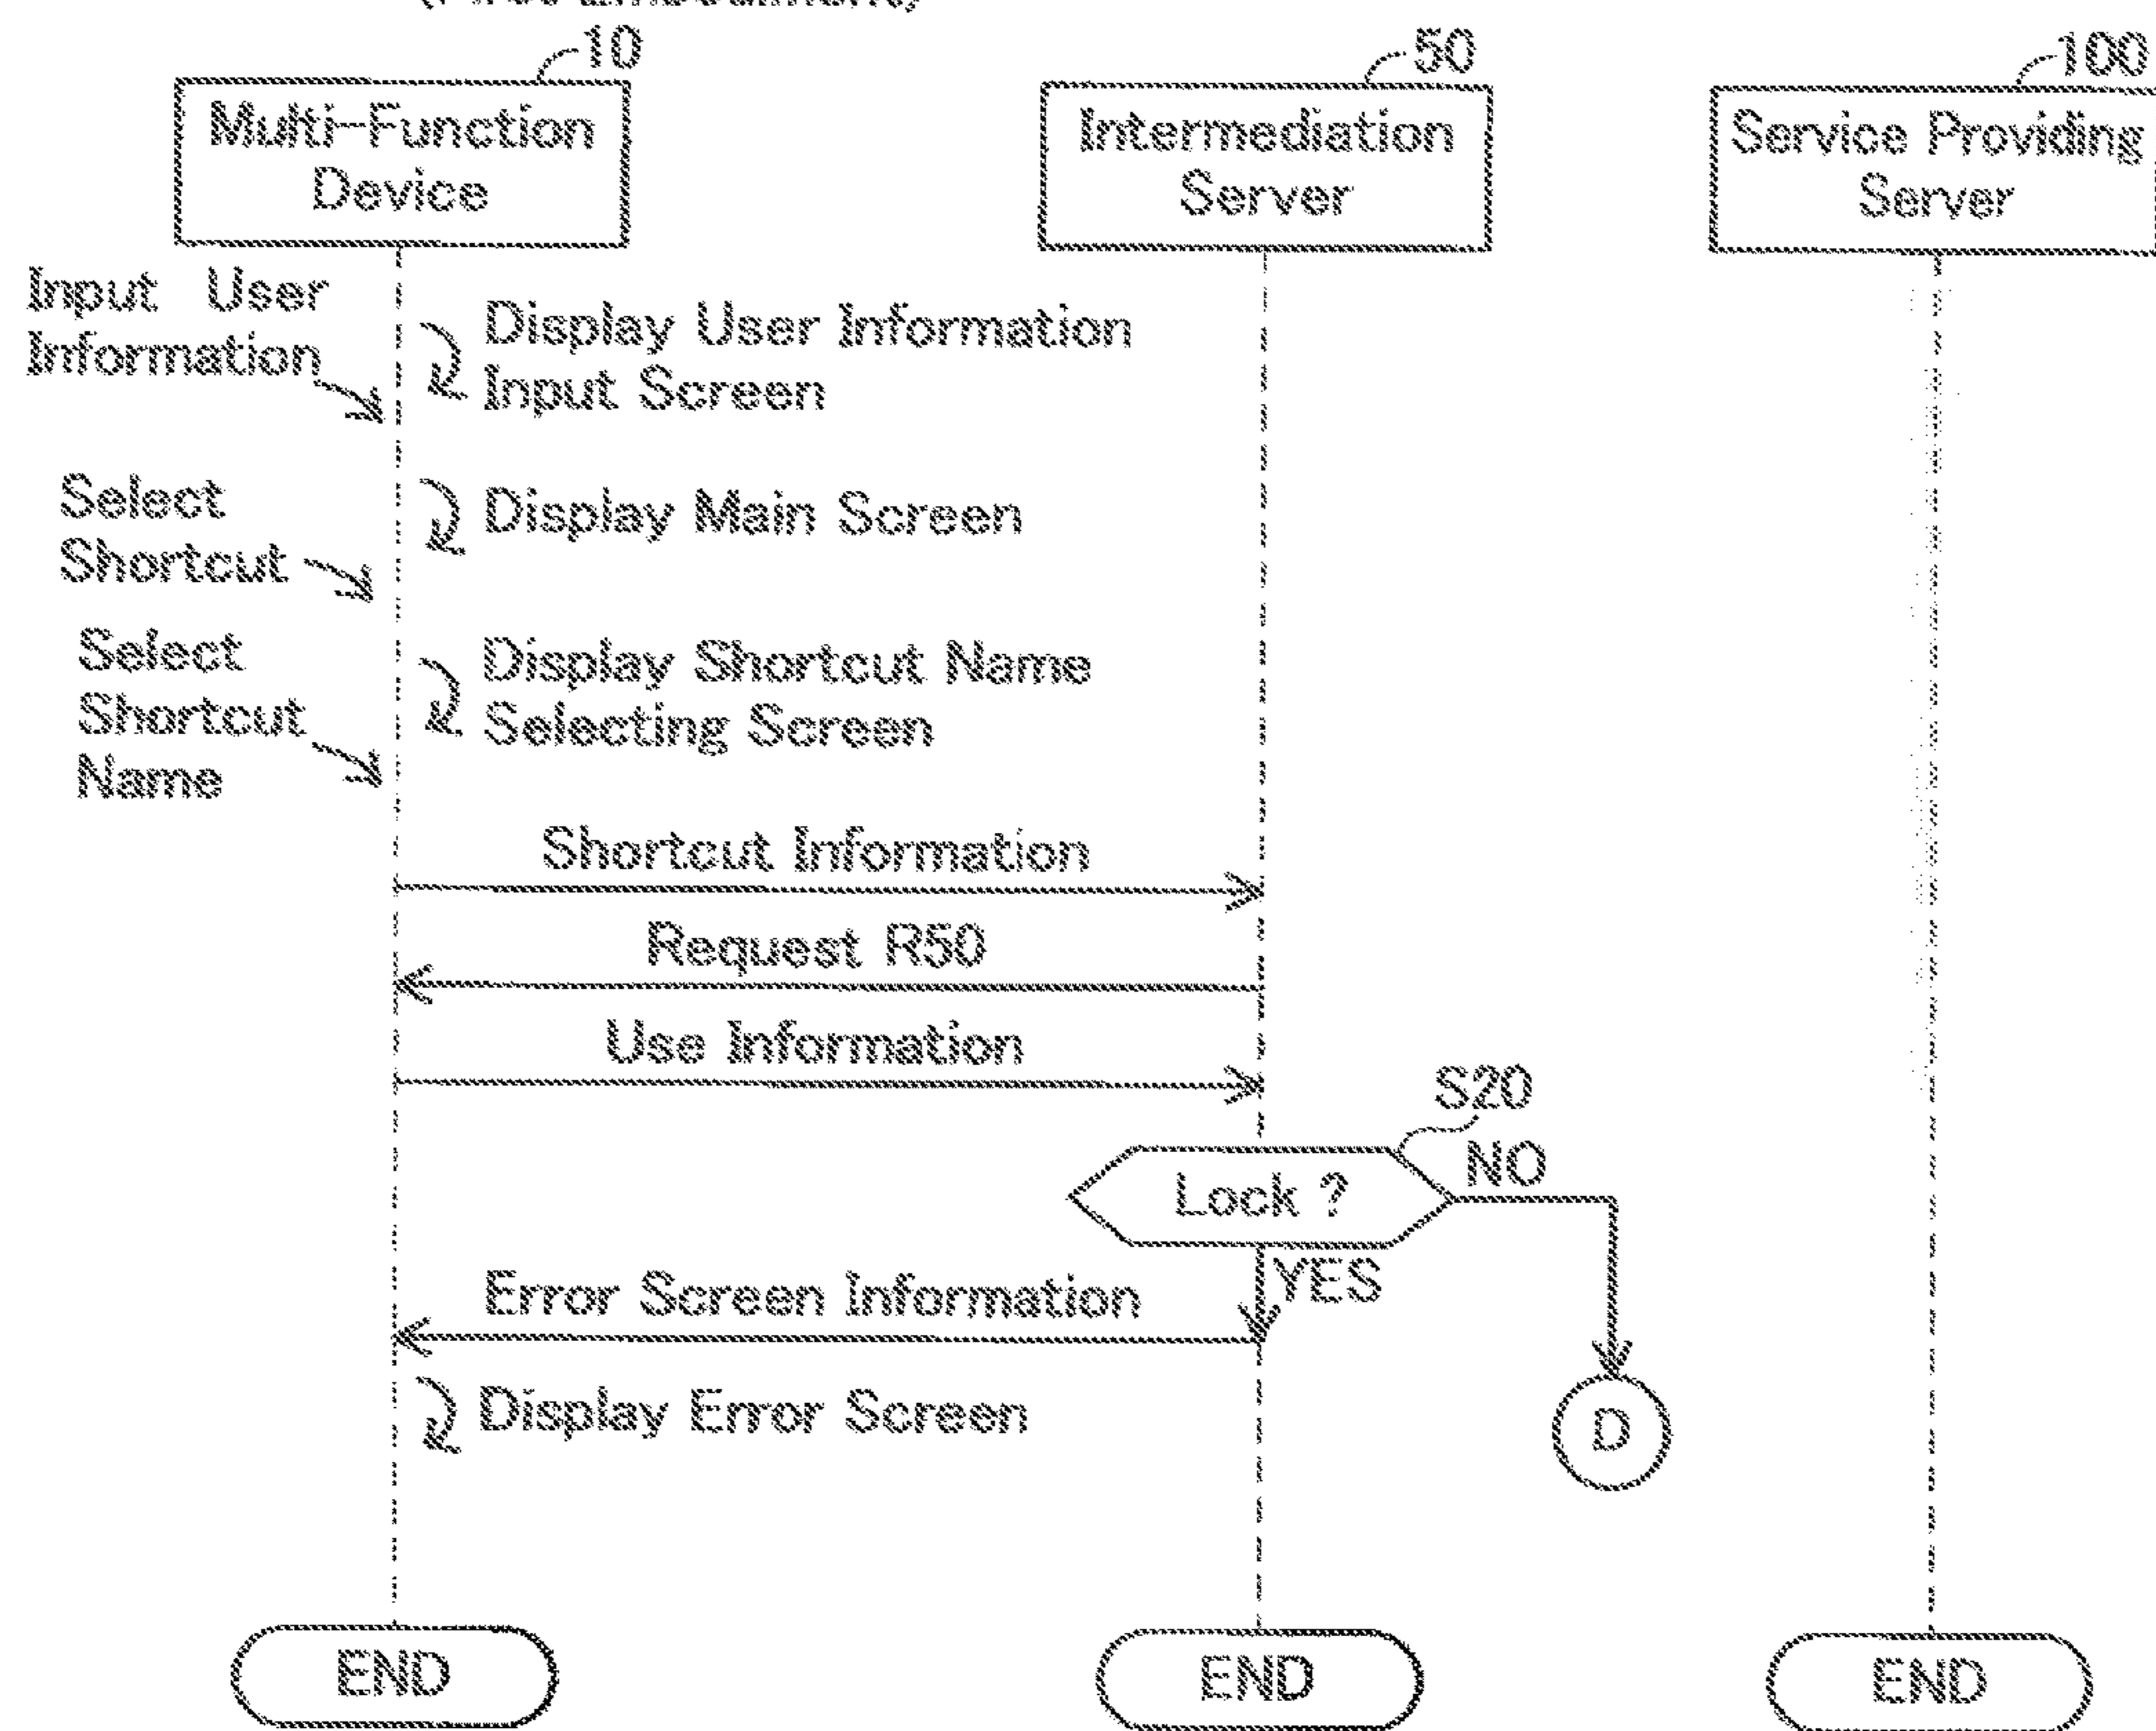 10
50
100
Multi-Function
Device
Intermediation
Server
Service Providing
Server
Input User
Information
Display User Information
Input Screen
Select
Shortcut
Display Main Screen
Select
Shortcut
Name
Display Shortcut Name
Selecting Screen
Shortcut Information
Request R50
Use Information
S20
Lock ?
NO
YES
Error Screen Information
Display Error Screen
D
END
END
END